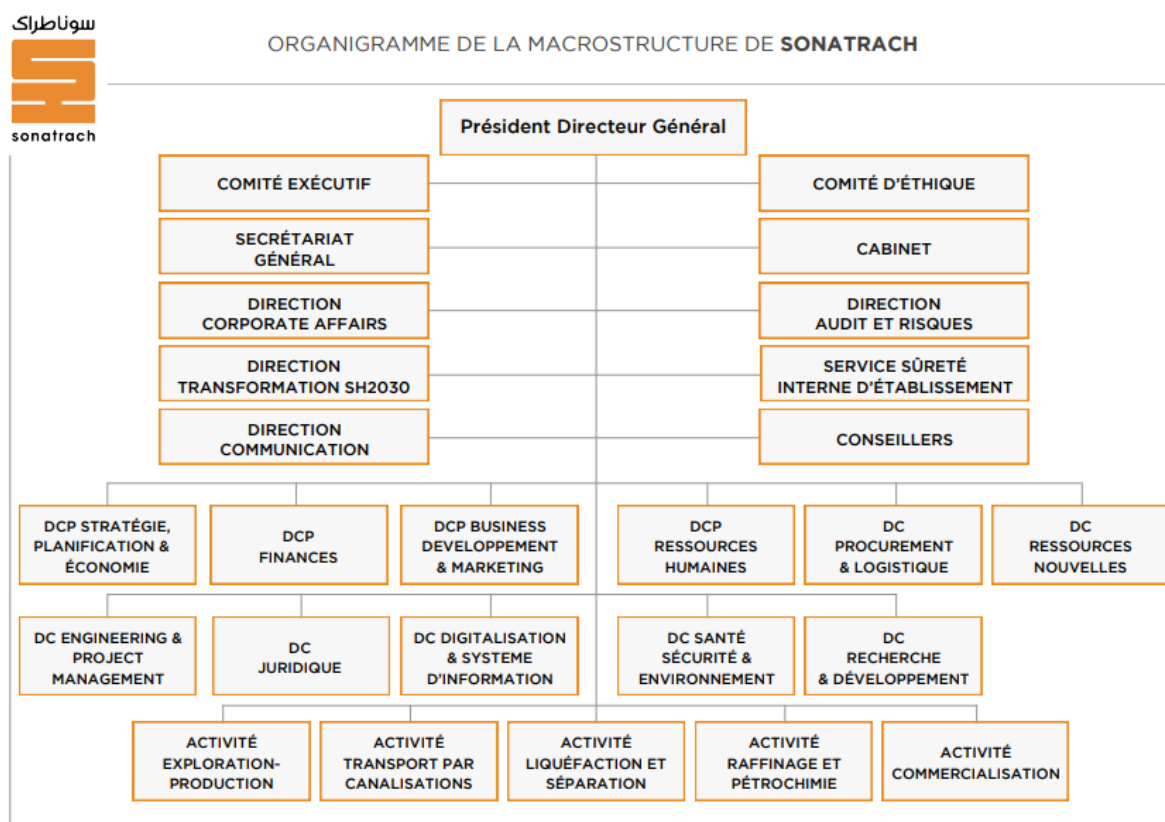 سوناطراک
sonatrach
ORGANIGRAMME DE LA MACROSTRUCTURE DE SONATRACH
Président Directeur Général
COMITÉ EXÉCUTIF
COMITÉ D'ÉTHIQUE
SECRÉTARIAT
GÉNÉRAL
CABINET
DIRECTION
CORPORATE AFFAIRS
DIRECTION
AUDIT ET RISQUES
DIRECTION
TRANSFORMATION SH2030
SERVICE SÛRETÉ
INTERNE D'ÉTABLISSEMENT
DIRECTION
COMMUNICATION
CONSEILLERS
DCP STRATÉGIE,
PLANIFICATION &
ÉCONOMIE
DCP
FINANCES
DCP BUSINESS
DEVELOPPEMENT
& MARKETING
DCP
RESSOURCES
HUMAINES
DC
PROCUREMENT
& LOGISTIQUE
DC
RESSOURCES
NOUVELLES
DC ENGINEERING &
PROJECT
MANAGEMENT
DC
JURIDIQUE
DC DIGITALISATION
& SYSTEME
D'INFORMATION
DC SANTÉ
SÉCURITÉ &
ENVIRONNEMENT
DC
RECHERCHE
& DÉVELOPPEMENT
ACTIVITÉ
EXPLORATION-
PRODUCTION
ACTIVITÉ
TRANSPORT PAR
CANALISATIONS
ACTIVITÉ
LIQUÉFACTION ET
SÉPARATION
ACTIVITÉ
RAFFINAGE ET
PÉTROCHIMIE
ACTIVITÉ
COMMERCIALISATION